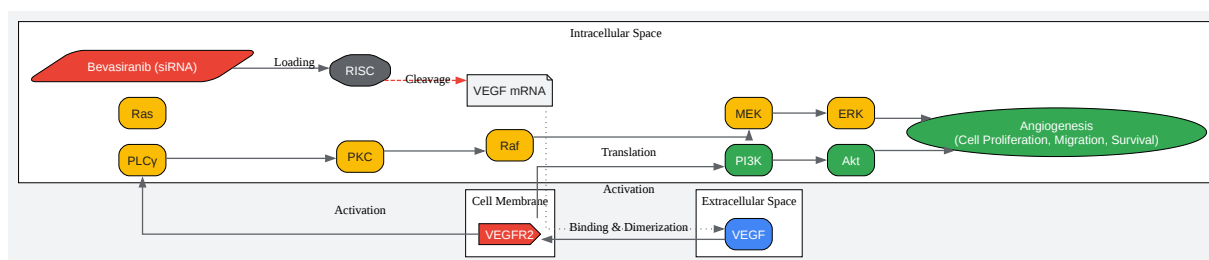 Intracellular Space
Bevasiranib (siRNA)
Loading
RISC
Cleavage
VEGF mRNA
Ras
MEK
ERK
Angiogenesis
(Cell Proliferation, Migration, Survival)
PLCγ
PKC
Raf
Translation
PI3K
Akt
Activation
Cell Membrane
Extracellular Space
Activation
VEGFR2
Binding & Dimerization
VEGF